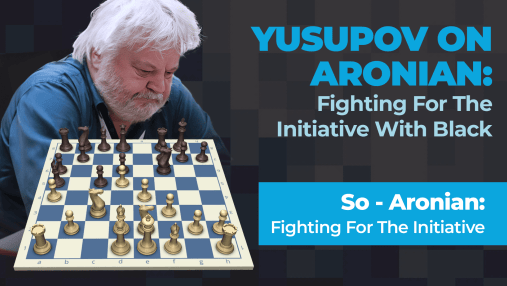 YUSUPOV ON
ARONIAN:
Fighting For The
Initiative With Black
So - Aronian:
Fighting For The Initiative
a b c d e f g h